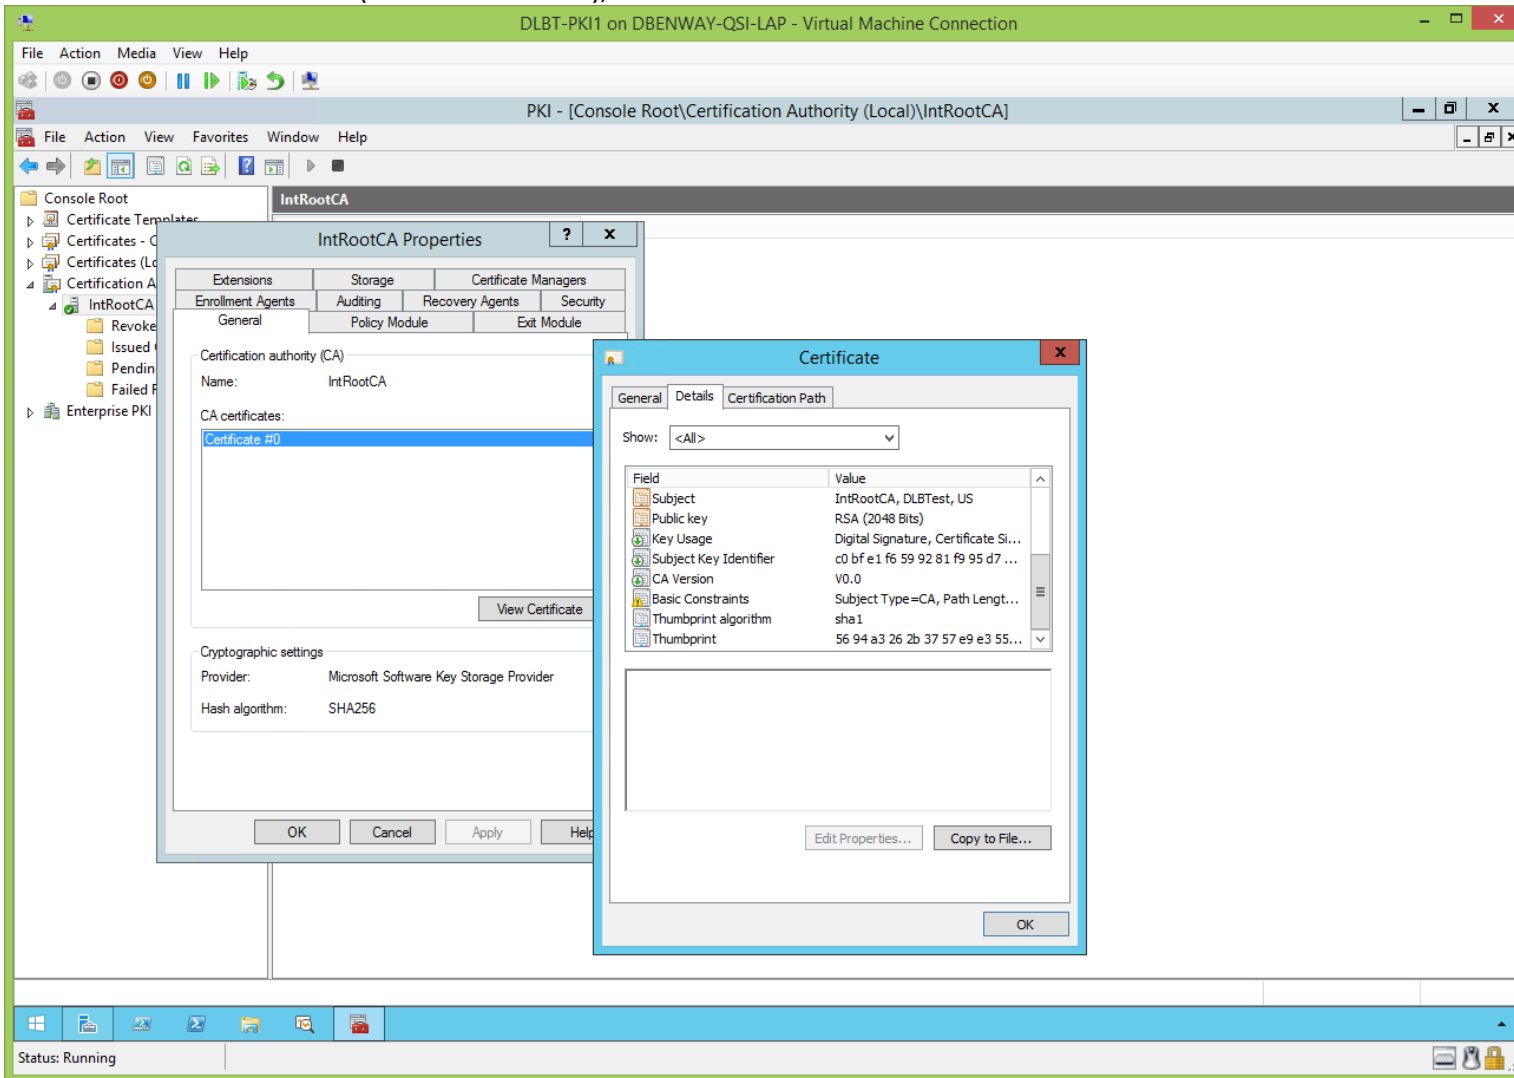 DLBT-PKI1 on DBENWAY-QSI-LAP - Virtual Machine Connection
File Action Media View Help
PKI - [Console Root\Certification Authority (Local)\IntRootCA]
File Action View Favorites Window Help
Console Root
IntRootCA
Certificate Templates
Certificates - C
Certificates (Lo
Certification A
IntRootCA
Revoke
Issued
Pendin
Failed
Enterprise PKI
IntRootCA Properties
Extensions Storage Certificate Managers
Enrollment Agents Auditing Recovery Agents Security
General Policy Module Exit Module
Certification authority (CA)
Name: IntRootCA
CA certificates:
Certificate #0
View Certificate
Cryptographic settings
Provider: Microsoft Software Key Storage Provider
Hash algorithm: SHA256
OK Cancel Apply Help
Certificate
General Details Certification Path
Show: <All>
Field Value
Subject IntRootCA, DLBTest, US
Public key RSA (2048 Bits)
Key Usage Digital Signature, Certificate Si...
Subject Key Identifier c0 bf e1 f6 59 92 81 f9 95 d7 ...
CA Version V0.0
Basic Constraints Subject Type=CA, Path Lengt...
Thumbprint algorithm sha1
Thumbprint 56 94 a3 26 2b 37 57 e9 e3 55...
Edit Properties... Copy to File...
OK
Status: Running